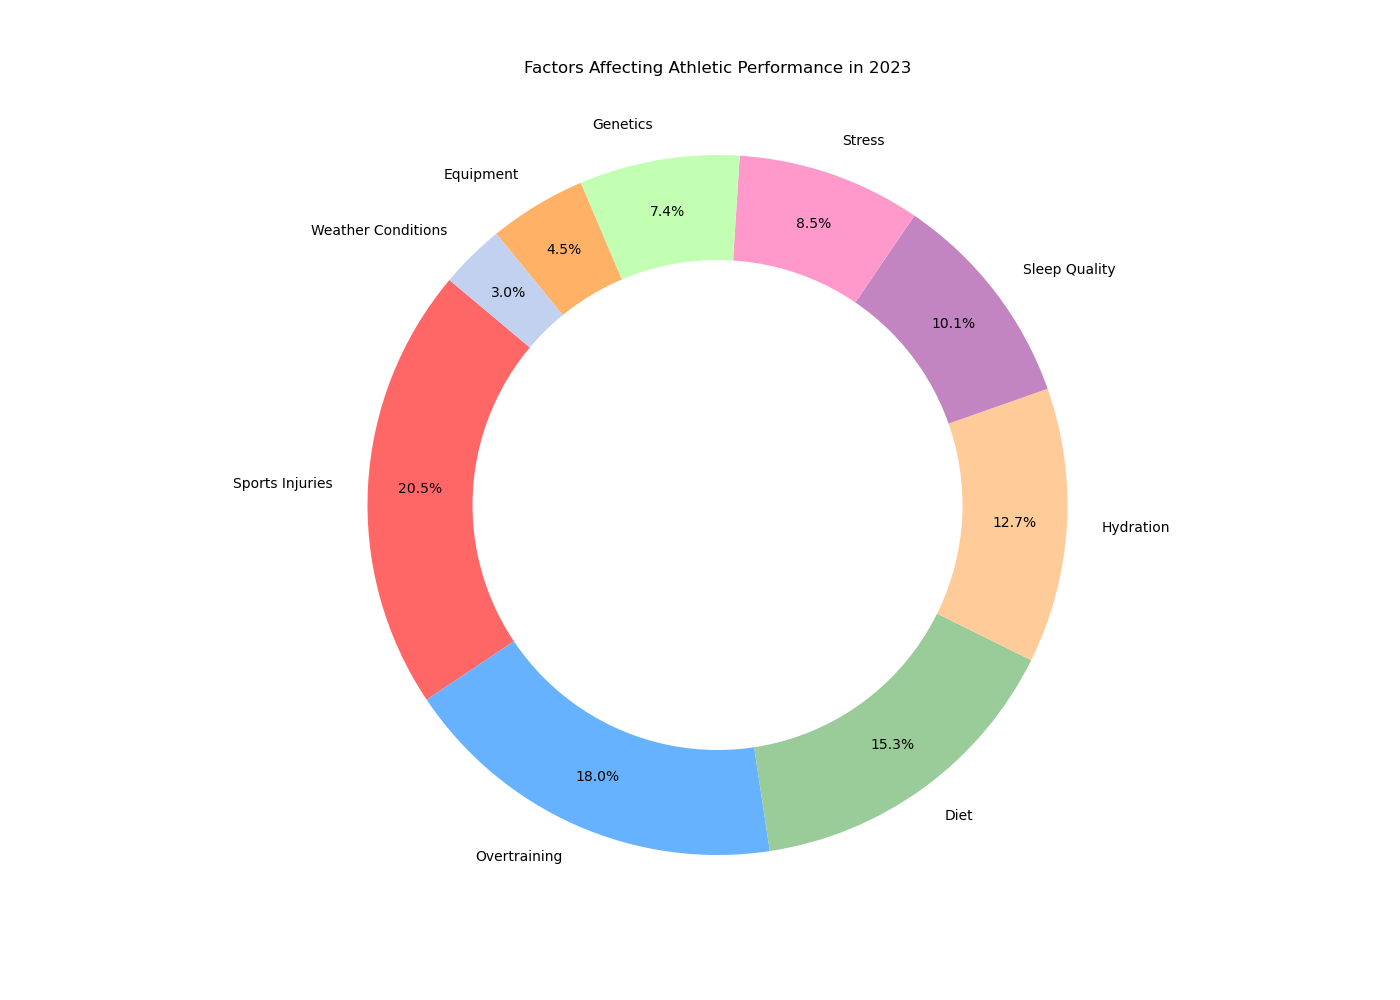 Factors Affecting Athletic Performance in 2023
Genetics
Stress
Equipment
Weather Conditions
Sleep Quality
7.4%
8.5%
4.5%
3.0%
10.1%
Sports Injuries
20.5%
12.7%
Hydration
18.0%
15.3%
Diet
Overtraining